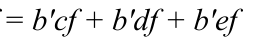 = b'cf + b'df + b'ef